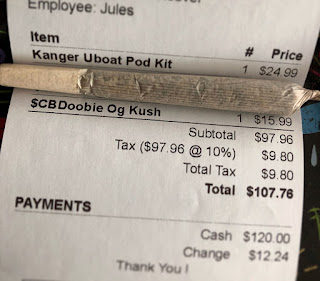 Employee: Jules
Item # Price
Kanger Uboat Pod Kit 1 $24.99
$CBDoobie Og Kush 1 $15.99
Subtotal $97.96
Tax ($97.96 @ 10%) $9.80
Total Tax $9.80
Total $107.76
PAYMENTS
Cash $120.00
Change $12.24
Thank You !